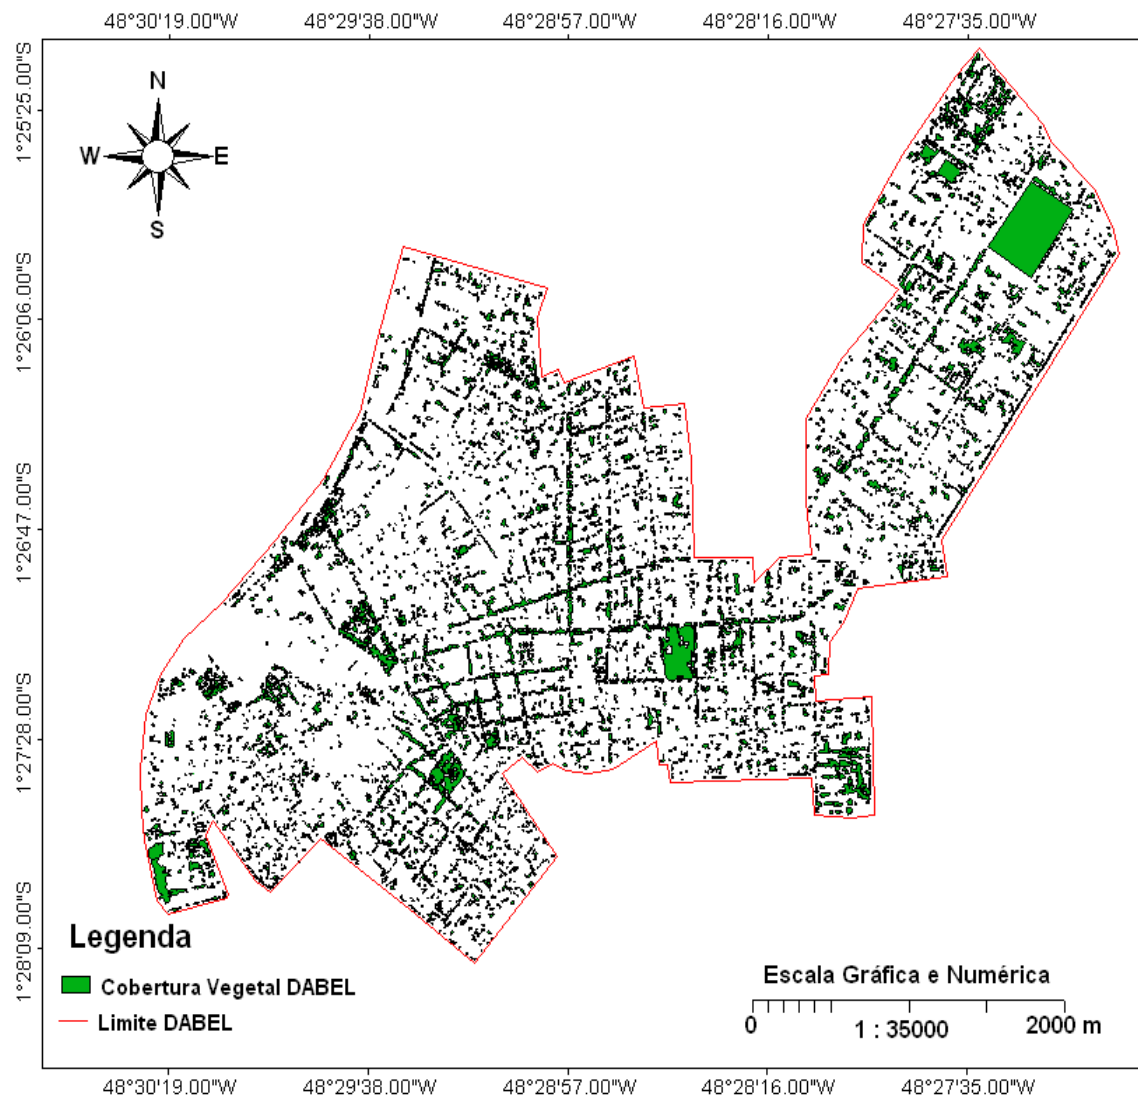 48°30'19.00"W 48°29'38.00"W 48°28'57.00"W 48°28'16.00"W 48°27'35.00"W
1°25'25.00"S
1°26'06.00"S
1°26'47.00"S
1°27'28.00"S
1°28'09.00"S
N
W E
S
Legenda
Cobertura Vegetal DABEL
Limite DABEL
Escala Gráfica e Numérica
0 1 : 35000 2000 m
48°30'19.00"W 48°29'38.00"W 48°28'57.00"W 48°28'16.00"W 48°27'35.00"W